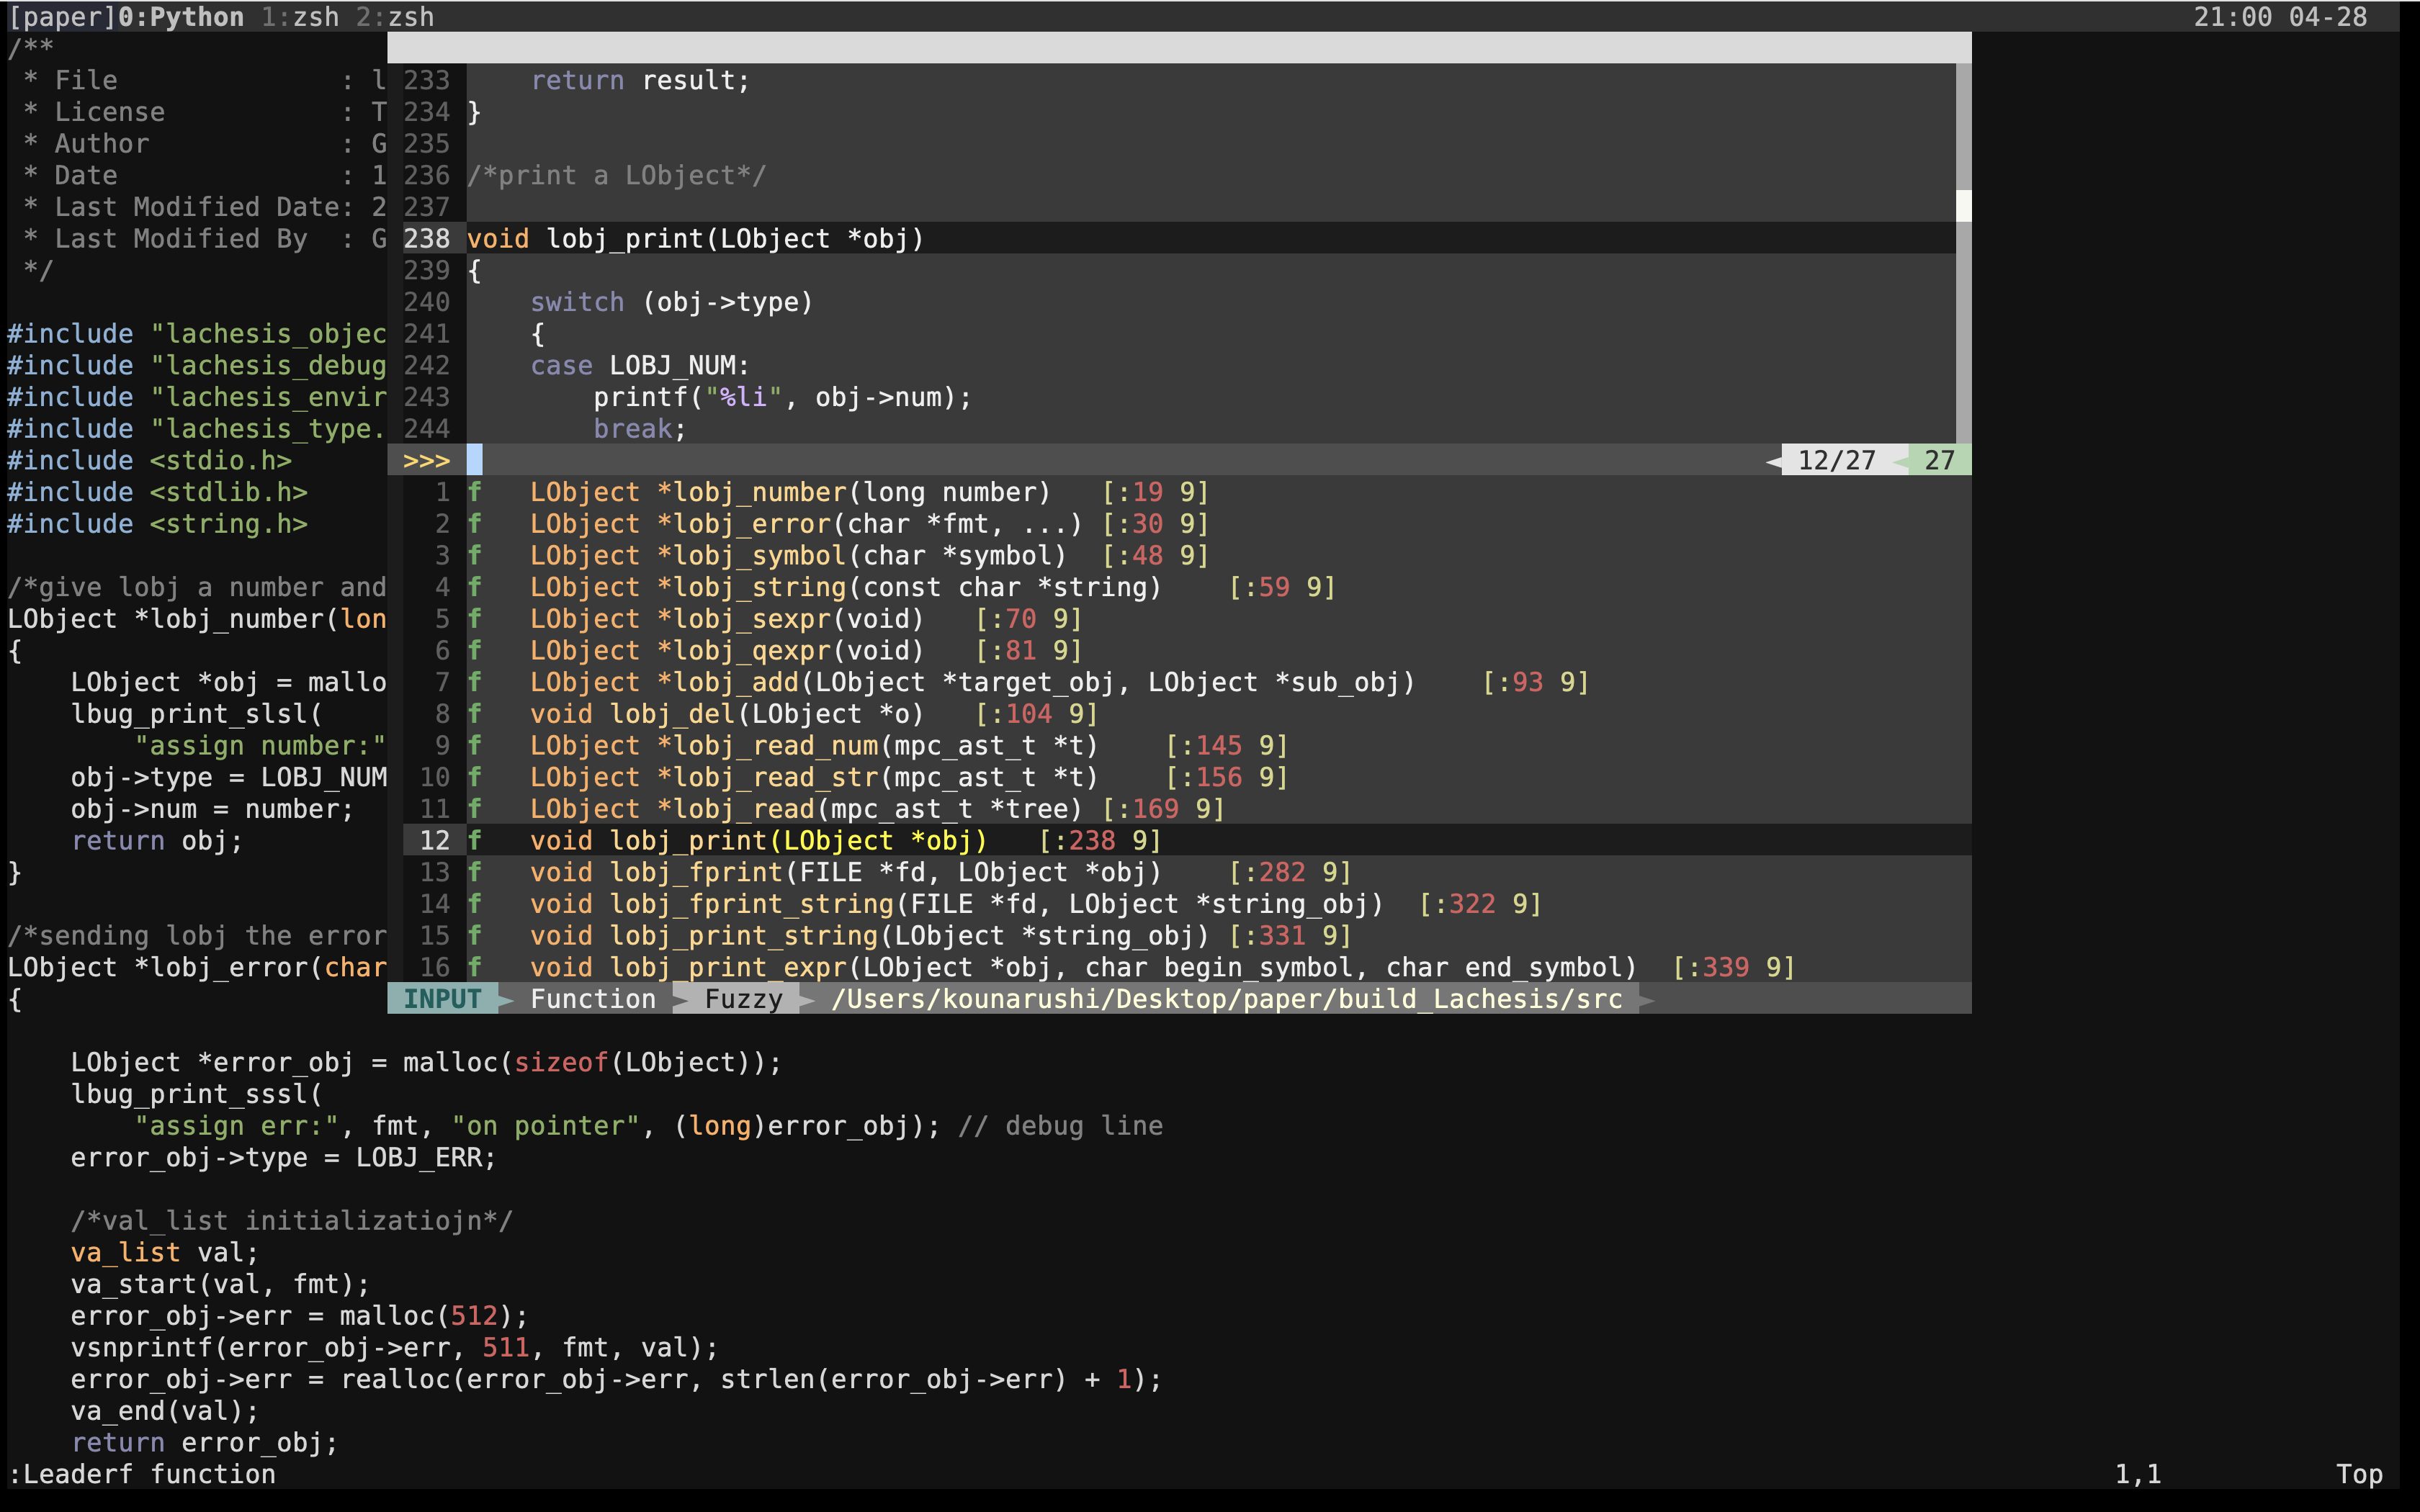 [paper]0:Python 1:zsh 2:zsh 21:00 04-28
/**
 * File              : l
 * License           : T
 * Author            : G
 * Date              : 1
 * Last Modified Date: 2
 * Last Modified By  : G
 */
#include "lachesis_objec
#include "lachesis_debug
#include "lachesis_envir
#include "lachesis_type.
#include <stdio.h>
#include <stdlib.h>
#include <string.h>
/*give lobj a number and
LObject *lobj_number(lon
{
    LObject *obj = mallo
    lbug_print_slsl(
        "assign number:"
    obj->type = LOBJ_NUM
    obj->num = number;
    return obj;
}
/*sending lobj the error
LObject *lobj_error(char
{
233     return result;
234 }
235
236 /*print a LObject*/
237
238 void lobj_print(LObject *obj)
239 {
240     switch (obj->type)
241     {
242     case LOBJ_NUM:
243         printf("%li", obj->num);
244         break;
>>> 12/27 27
1 f   LObject *lobj_number(long number)   [:19 9]
2 f   LObject *lobj_error(char *fmt, ...) [:30 9]
3 f   LObject *lobj_symbol(char *symbol)  [:48 9]
4 f   LObject *lobj_string(const char *string)    [:59 9]
5 f   LObject *lobj_sexpr(void)   [:70 9]
6 f   LObject *lobj_qexpr(void)   [:81 9]
7 f   LObject *lobj_add(LObject *target_obj, LObject *sub_obj)    [:93 9]
8 f   void lobj_del(LObject *o)   [:104 9]
9 f   LObject *lobj_read_num(mpc_ast_t *t)    [:145 9]
10 f   LObject *lobj_read_str(mpc_ast_t *t)    [:156 9]
11 f   LObject *lobj_read(mpc_ast_t *tree) [:169 9]
12 f   void lobj_print(LObject *obj)   [:238 9]
13 f   void lobj_fprint(FILE *fd, LObject *obj)    [:282 9]
14 f   void lobj_fprint_string(FILE *fd, LObject *string_obj)  [:322 9]
15 f   void lobj_print_string(LObject *string_obj) [:331 9]
16 f   void lobj_print_expr(LObject *obj, char begin_symbol, char end_symbol)  [:339 9]
INPUT Function Fuzzy /Users/kounarushi/Desktop/paper/build_Lachesis/src
    LObject *error_obj = malloc(sizeof(LObject));
    lbug_print_sssl(
        "assign err:", fmt, "on pointer", (long)error_obj); // debug line
    error_obj->type = LOBJ_ERR;
    /*val_list initializatiojn*/
    va_list val;
    va_start(val, fmt);
    error_obj->err = malloc(512);
    vsnprintf(error_obj->err, 511, fmt, val);
    error_obj->err = realloc(error_obj->err, strlen(error_obj->err) + 1);
    va_end(val);
    return error_obj;
:Leaderf function 1,1 Top